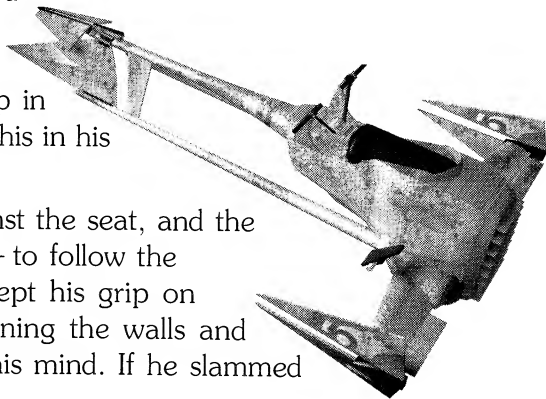 p in
his in his
nst the seat, and the
to follow the
ept his grip on
ning the walls and
his mind. If he slammed